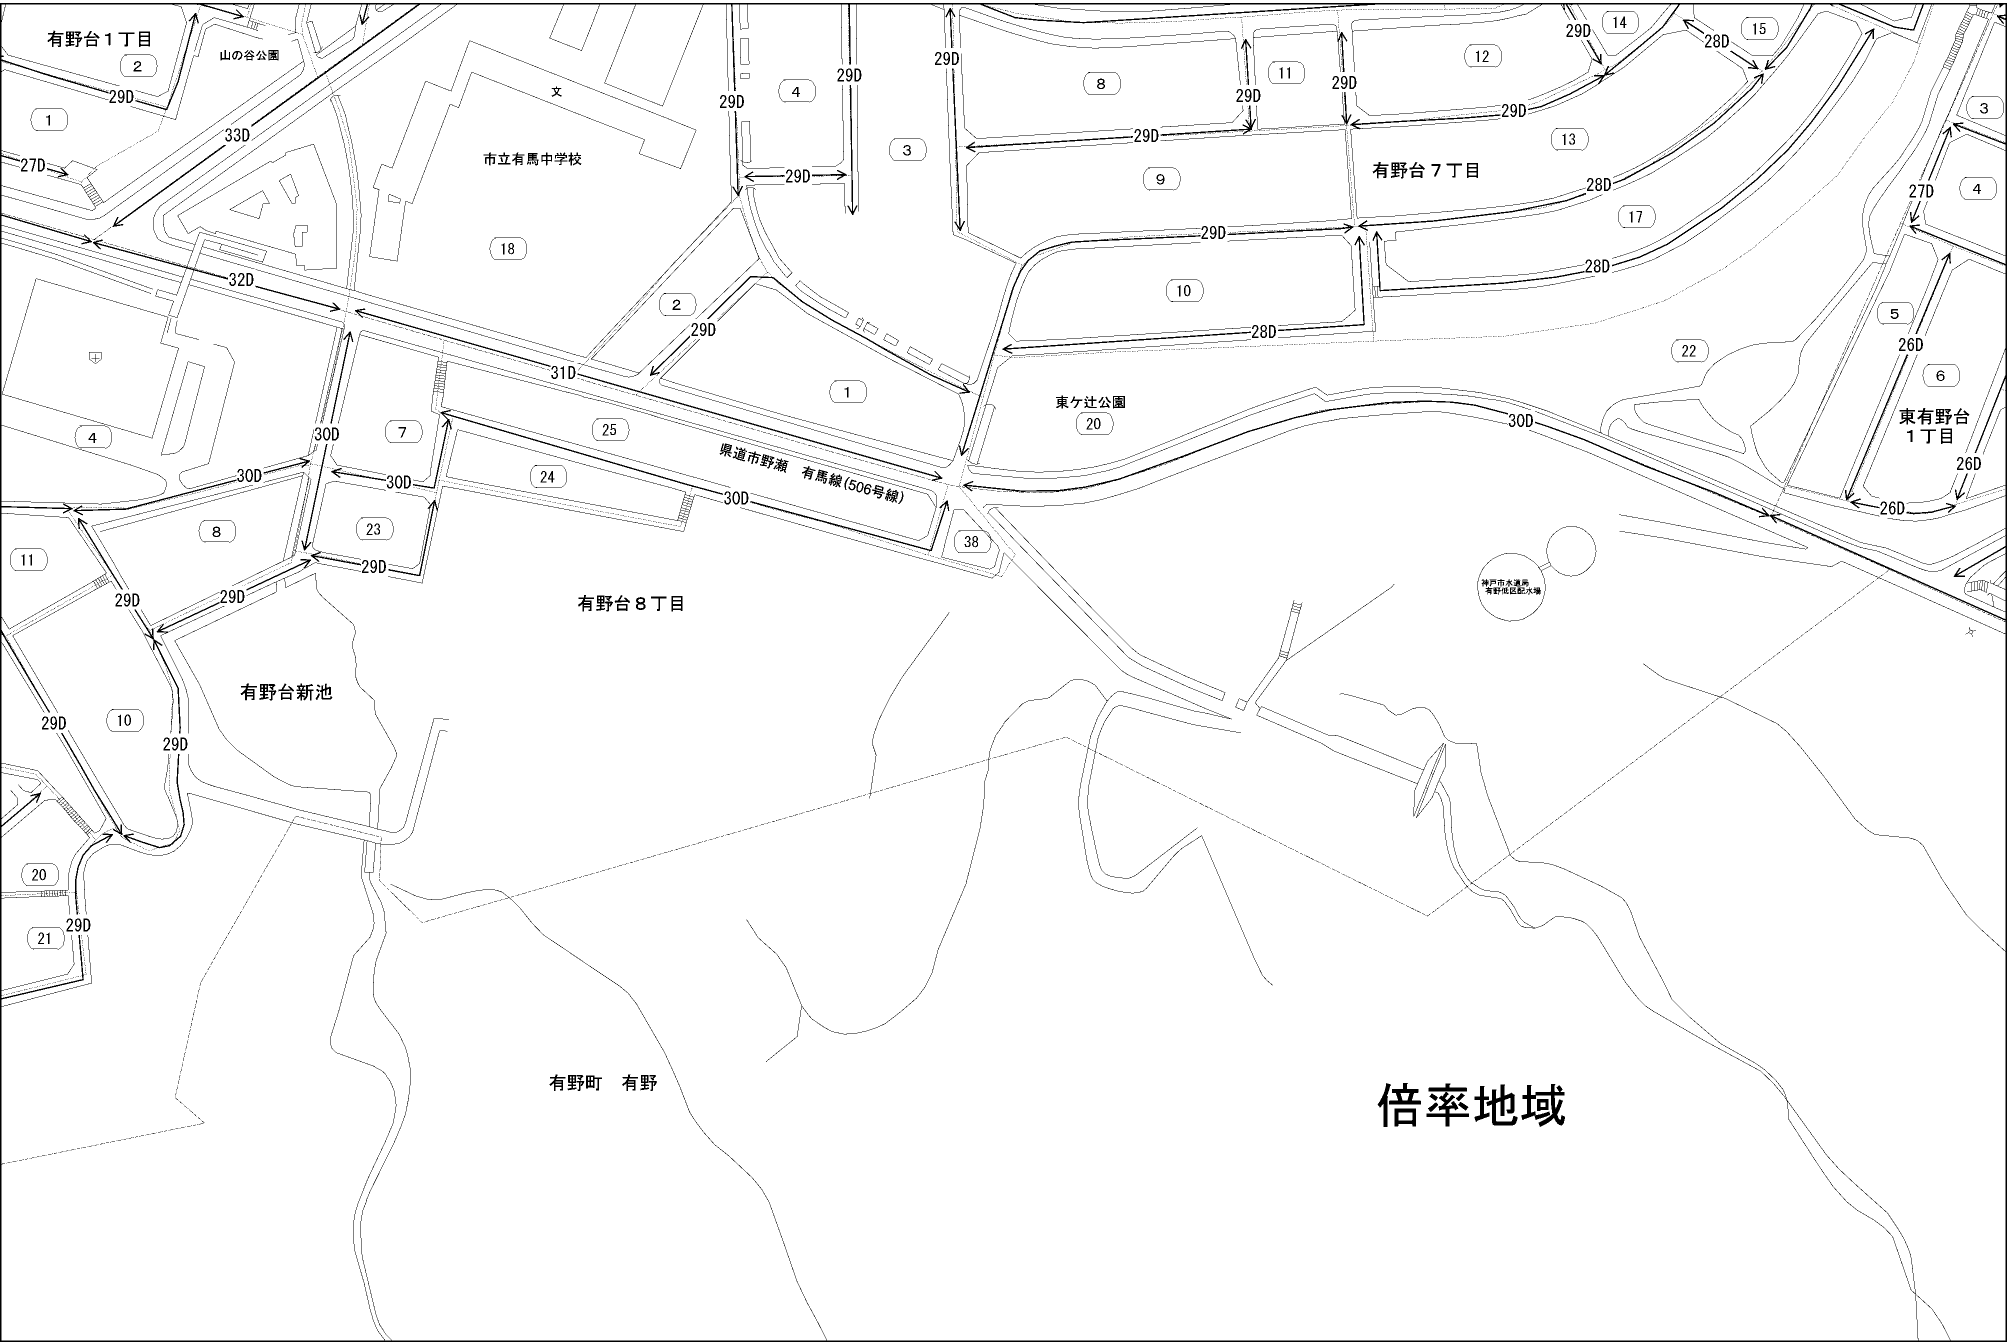 有野台１丁目
2
山の谷公園
29D
1
27D
33D
文
市立有馬中学校
18
32D
29D
4
29D
29D
3
29D
8
29D
11
29D
12
29D
14
28D
15
29D
29D
13
有野台７丁目
9
28D
17
29D
28D
10
28D
3
27D
4
5
26D
6
東有野台
１丁目
26D
26D
22
2
29D
1
31D
東ケ辻公園
20
30D
4
30D
7
25
県道市野瀬　有馬線(506号線)
24
30D
30D
30D
23
38
29D
8
11
29D
29D
有野台８丁目
神戸市水道局
有野低区配水場
有野台新池
29D
10
29D
20
29D
21
有野町　有野
倍率地域